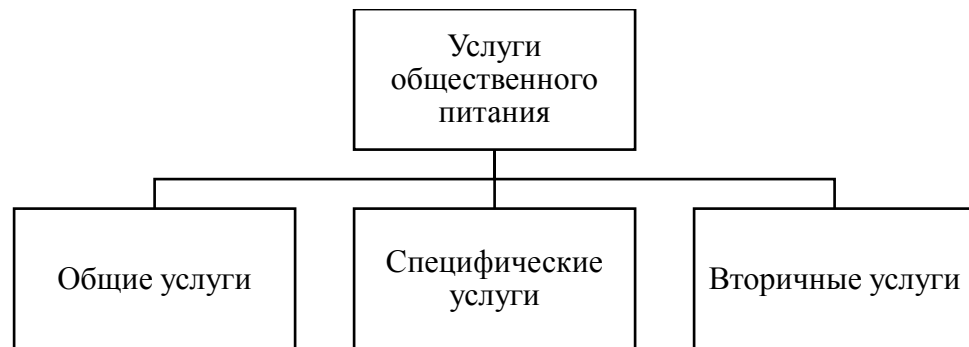 Услуги
общественного
питания
Общие услуги
Специфические
услуги
Вторичные услуги